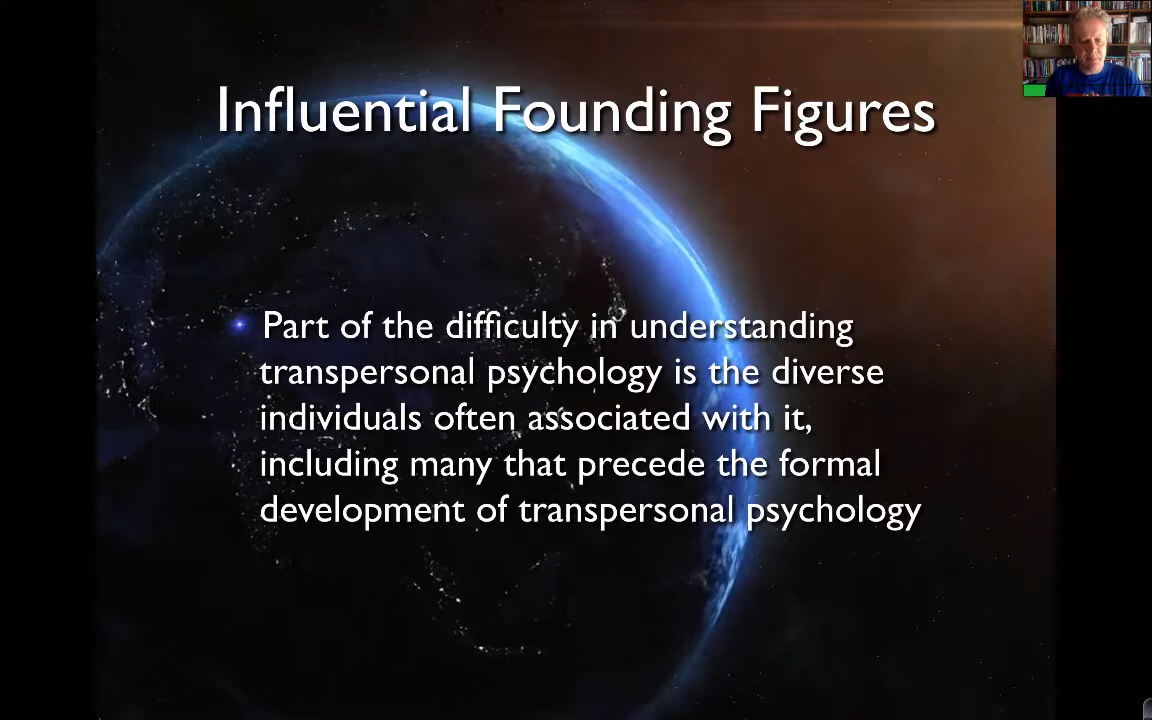 Influential Founding Figures
Part of the difficulty in understanding
transpersonal psychology is the diverse
individuals often associated with it,
including many that precede the formal
development of transpersonal psychology